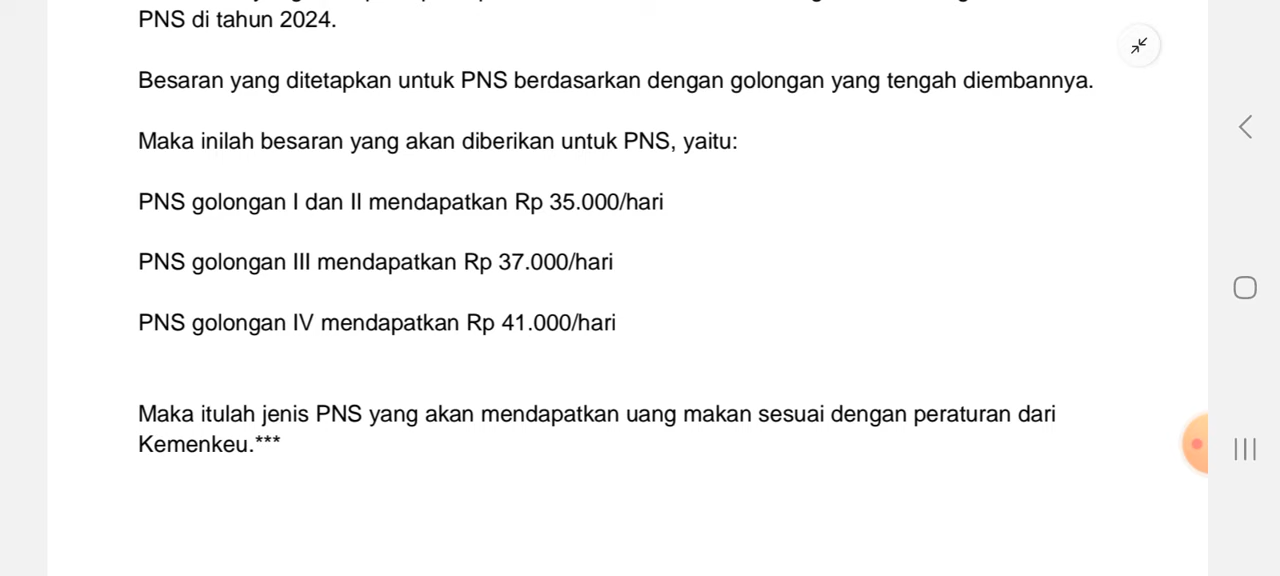 PNS di tahun 2024.
Besaran yang ditetapkan untuk PNS berdasarkan dengan golongan yang tengah diembannya.
Maka inilah besaran yang akan diberikan untuk PNS, yaitu:
PNS golongan I dan II mendapatkan Rp 35.000/hari
PNS golongan III mendapatkan Rp 37.000/hari
PNS golongan IV mendapatkan Rp 41.000/hari
Maka itulah jenis PNS yang akan mendapatkan uang makan sesuai dengan peraturan dari
Kemenkeu.***